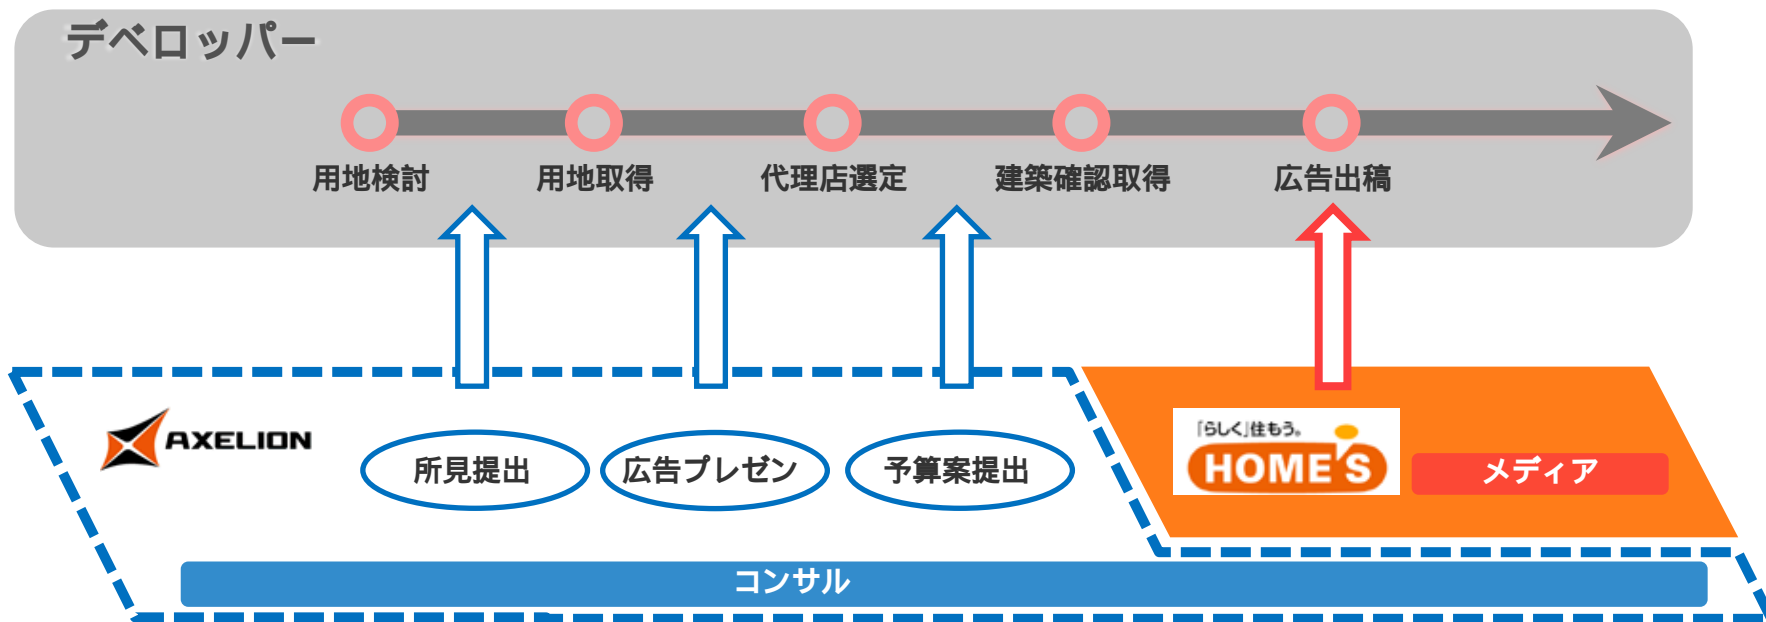 デベロッパー
用地検討
用地取得
代理店選定
建築確認取得
広告出稿
AXELION
所見提出
広告プレゼン
予算案提出
「らしく」住もう。
HOME'S
メディア
コンサル